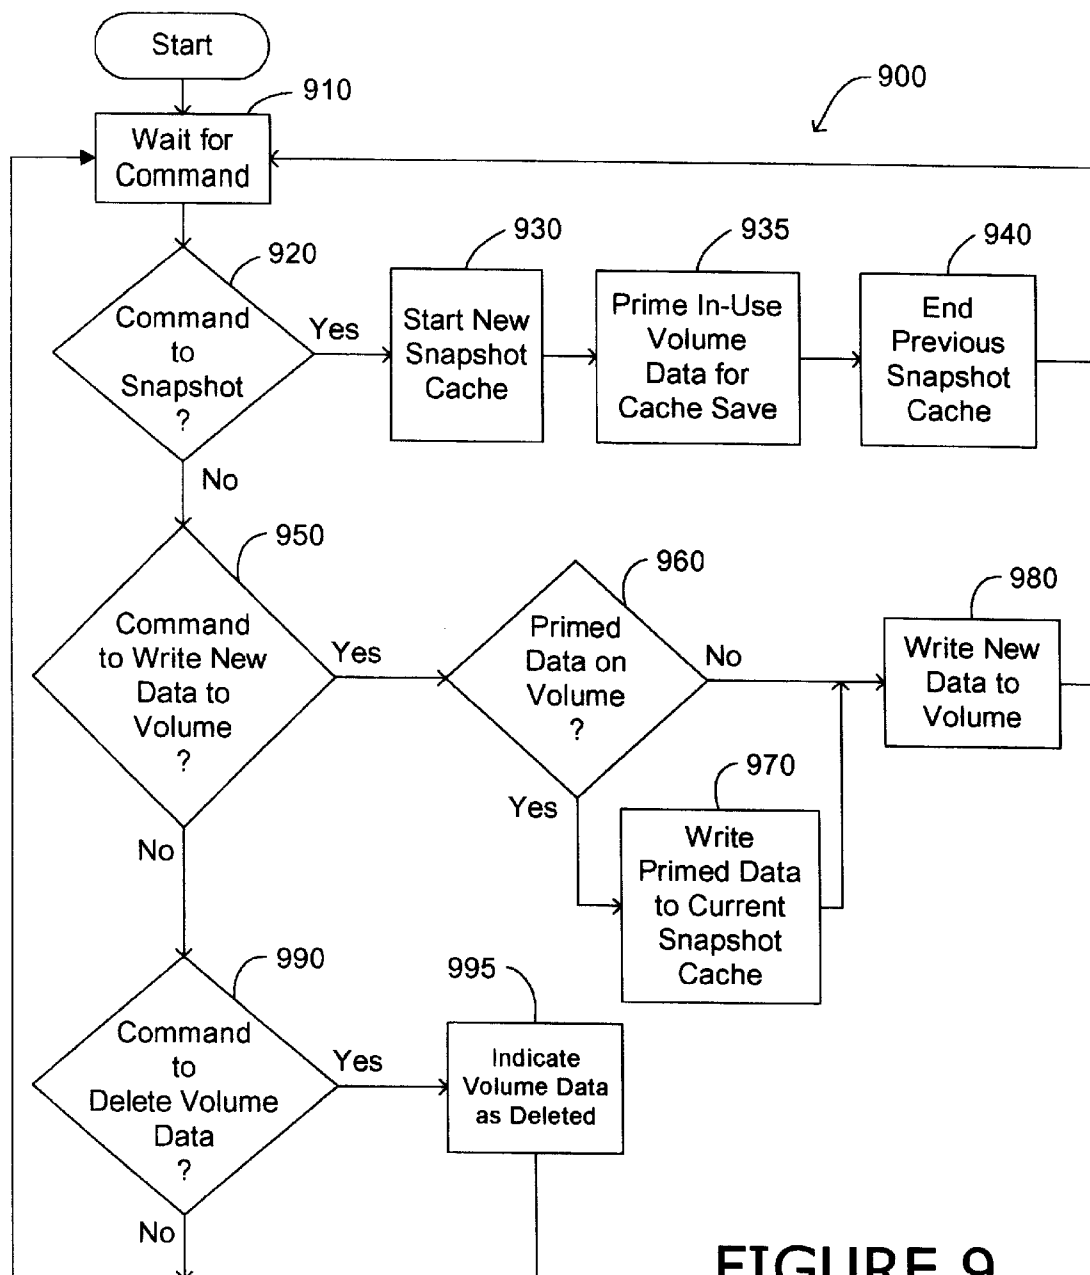 Start
910
900
Wait for
Command
920
930
935
940
Command
to
Snapshot
?
Yes
Start New
Snapshot
Cache
Prime In-Use
Volume
Data for
Cache Save
End
Previous
Snapshot
Cache
No
950
960
980
Command
to Write New
Data to
Volume
?
Yes
Primed
Data on
Volume
?
No
Write New
Data to
Volume
970
Yes
No
Write
Primed Data
to Current
Snapshot
Cache
990
995
Command
to
Delete Volume
Data
?
Yes
Indicate
Volume Data
as Deleted
No
FIGURE 9